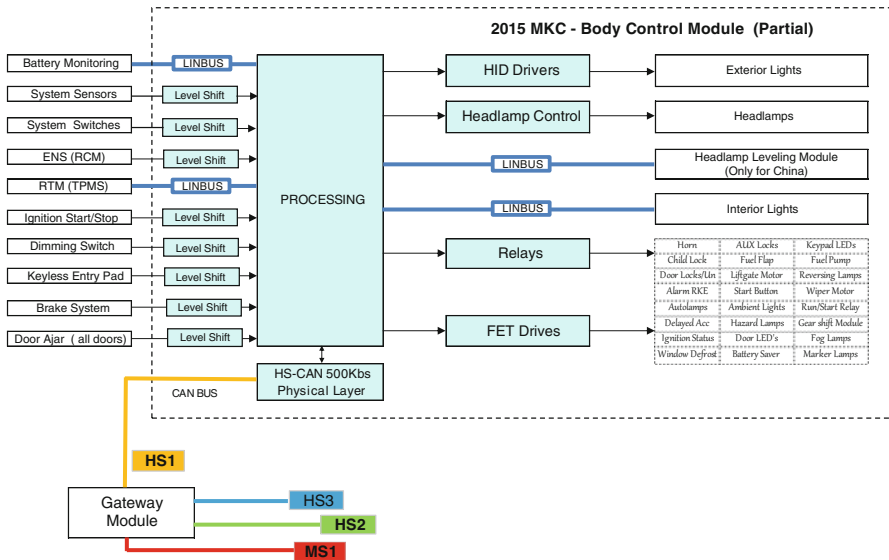 2015 MKC - Body Control Module (Partial)
Battery Monitoring
LINBUS
System Sensors
Level Shift
System Switches
Level Shift
ENS (RCM)
Level Shift
RTM (TPMS)
LINBUS
Ignition Start/Stop
Level Shift
Dimming Switch
Level Shift
Keyless Entry Pad
Level Shift
Brake System
Level Shift
Door Ajar ( all doors)
Level Shift
PROCESSING
HID Drivers
Exterior Lights
Headlamp Control
Headlamps
LINBUS
Headlamp Leveling Module
(Only for China)
LINBUS
Interior Lights
Relays
FET Drives
Horn AUX Locks Keypad LEDs
Child Lock Fuel Flap Fuel Pump
Door Locks/Un Liftgate Motor Reversing Lamps
Alarm RKE Start Button Wiper Motor
Autolamps Ambient Lights Run/Start Relay
Delayed Acc Hazard Lamps Gear shift Module
Ignition Status Door LED's Fog Lamps
Window Defrost Battery Saver Marker Lamps
HS-CAN 500Kbs
Physical Layer
CAN BUS
HS1
Gateway
Module
HS3
HS2
MS1